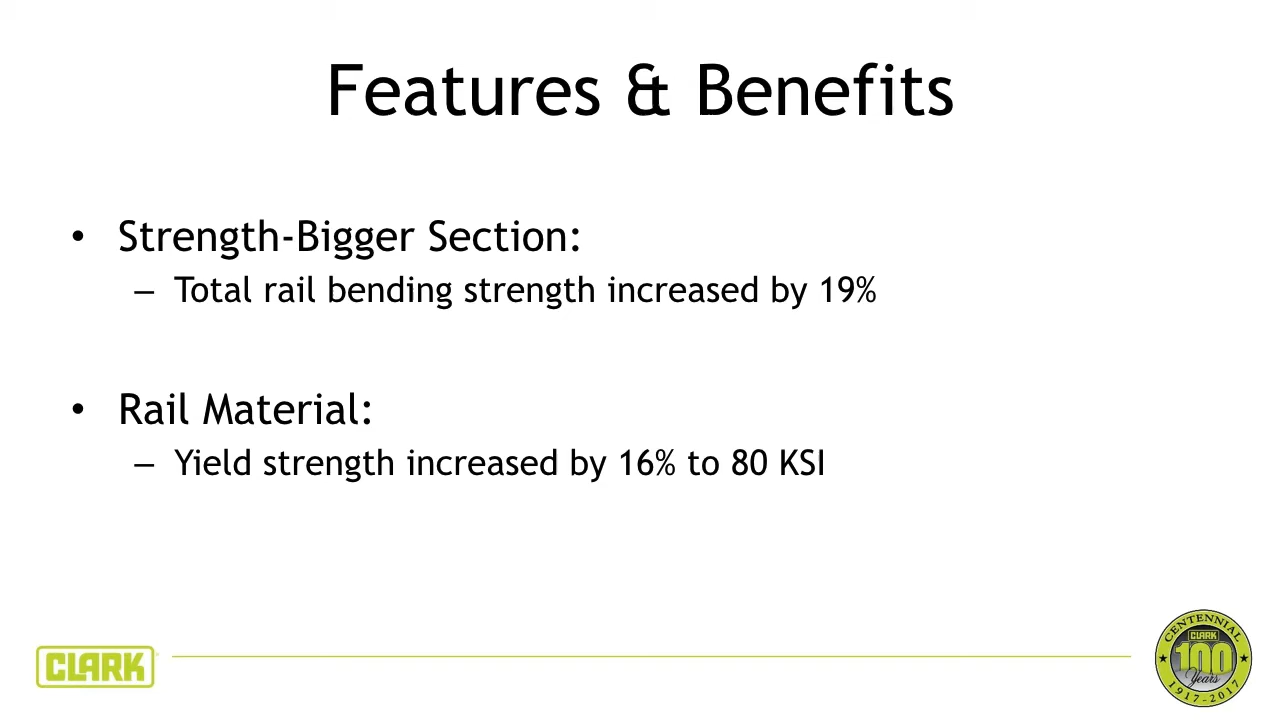 Features & Benefits
• Strength-Bigger Section:
– Total rail bending strength increased by 19%
• Rail Material:
– Yield strength increased by 16% to 80 KSI
CLARK
CENTENNIAL
CLARK
100
Years
1917-2017